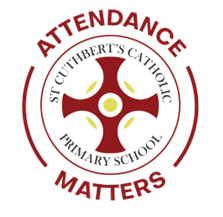 ATTENDANCE
ST CUTHBERT'S CATHOLIC
PRIMARY SCHOOL
MATTERS